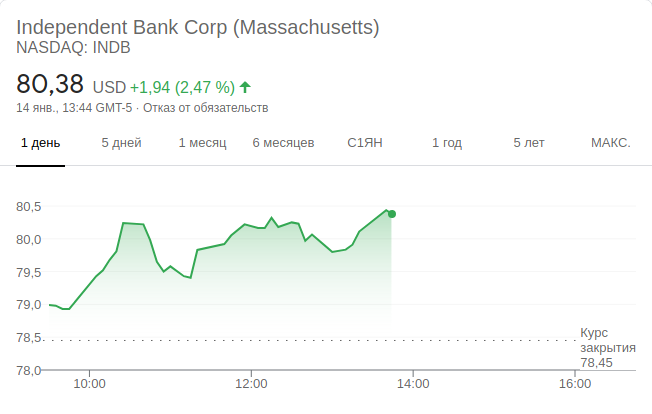 Independent Bank Corp (Massachusetts)
NASDAQ: INDB
80,38 USD +1,94 (2,47 %)
14 янв., 13:44 GMT-5 · Отказ от обязательств
1 день 5 дней 1 месяц 6 месяцев С1ЯН 1 год 5 лет МАКС.
80,5
80,0
79,5
79,0
78,5
78,0
Курс
закрытия
78,45
10:00 12:00 14:00 16:00